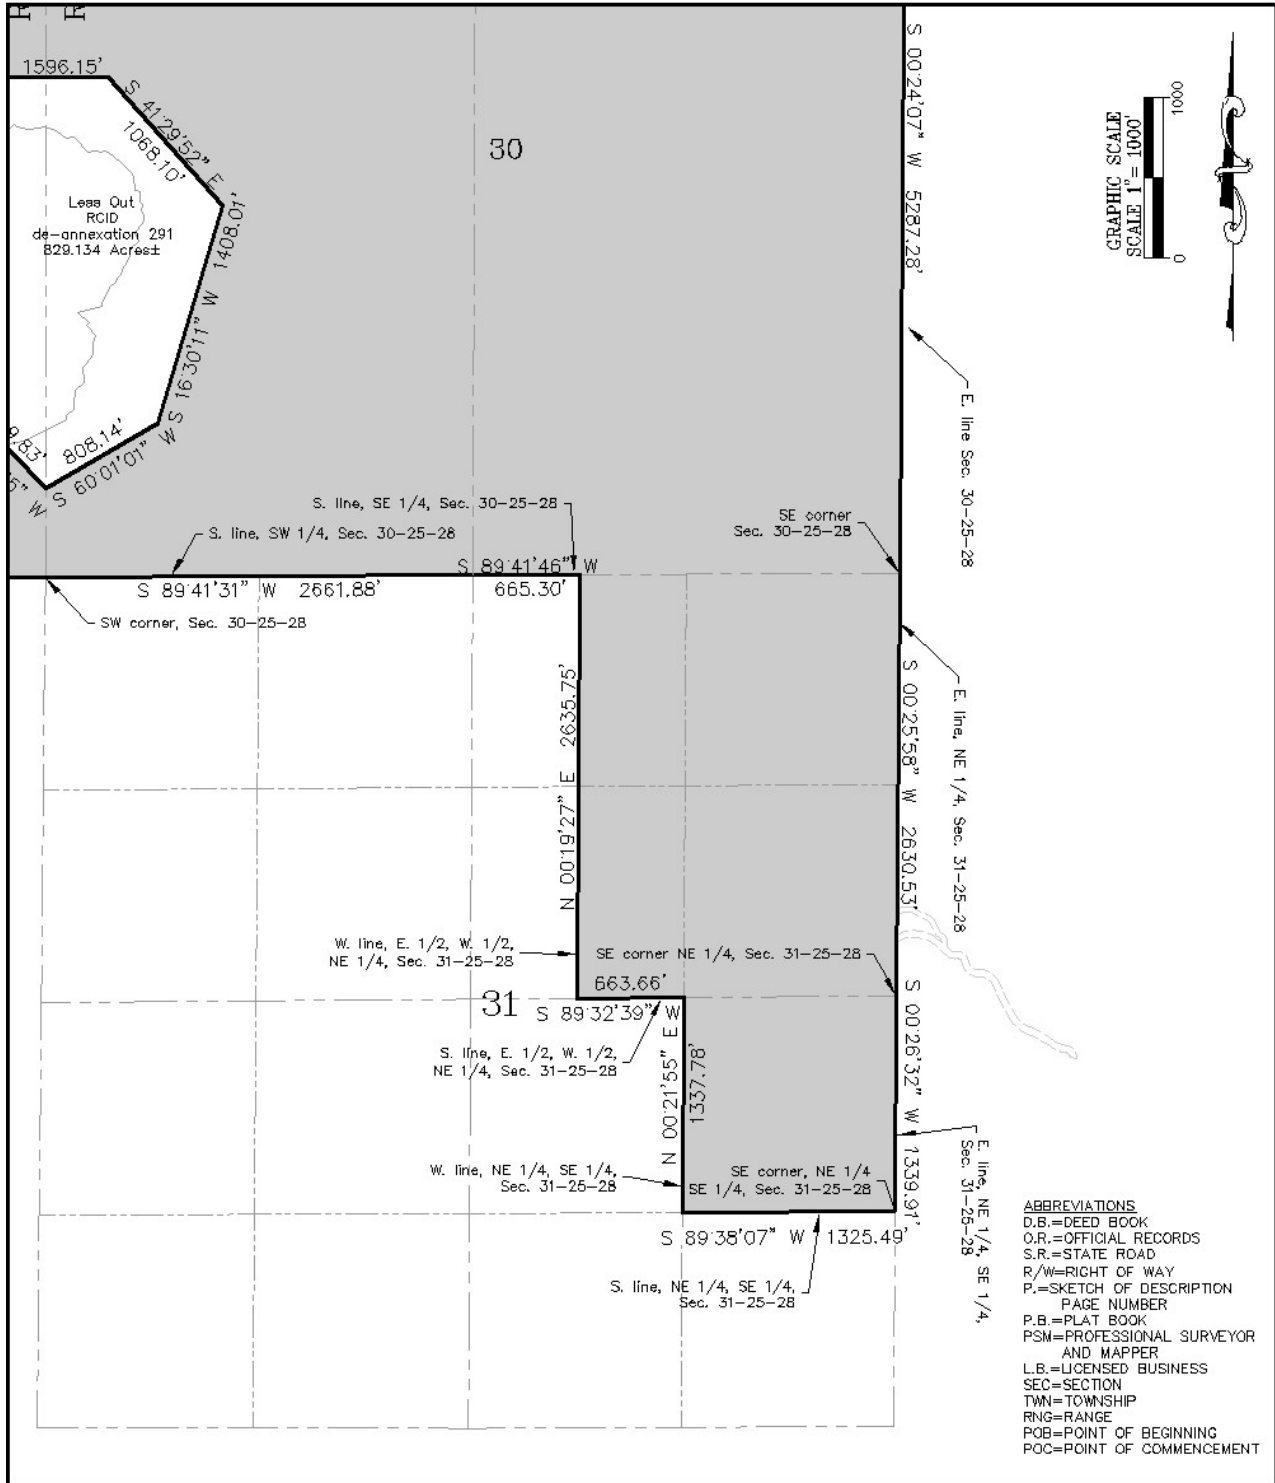 R
R
1596.15'
S 41°29'52" E
1068.10'
30
S 00°24'07" W 5287.28'
GRAPHIC SCALE
SCALE 1" = 1000'
0
1000
Less Out
RCID
de-annexation 291
829.134 Acres±
S 16°30'11" W 1408.01'
808.14'
S 60°01'01" W
9.83'
5" W
E. line Sec. 30-25-28
S. line, SE 1/4, Sec. 30-25-28
S. line, SW 1/4, Sec. 30-25-28
SE corner
Sec. 30-25-28
S 89°41'46" W
665.30'
S 89°41'31" W 2661.88'
SW corner, Sec. 30-25-28
N 00°19'27" E 2635.75'
S 00°25'58" W 2630.53'
E. line, NE 1/4, Sec. 31-25-28
W. line, E. 1/2, W. 1/2,
NE 1/4, Sec. 31-25-28
SE corner NE 1/4, Sec. 31-25-28
663.66'
31
S 89°32'39" W
S. line, E. 1/2, W. 1/2,
NE 1/4, Sec. 31-25-28
N 00°21'55" E
1337.78'
S 00°26'32" W 1339.91'
E. line, NE 1/4, SE 1/4,
Sec. 31-25-28
W. line, NE 1/4, SE 1/4,
Sec. 31-25-28
SE corner, NE 1/4
SE 1/4, Sec. 31-25-28
S 89°38'07" W 1325.49'
S. line, NE 1/4, SE 1/4,
Sec. 31-25-28
ABBREVIATIONS
D.B.=DEED BOOK
O.R.=OFFICIAL RECORDS
S.R.=STATE ROAD
R/W=RIGHT OF WAY
P.=SKETCH OF DESCRIPTION
PAGE NUMBER
P.B.=PLAT BOOK
PSM=PROFESSIONAL SURVEYOR
AND MAPPER
L.B.=LICENSED BUSINESS
SEC=SECTION
TWN=TOWNSHIP
RNG=RANGE
POB=POINT OF BEGINNING
POC=POINT OF COMMENCEMENT